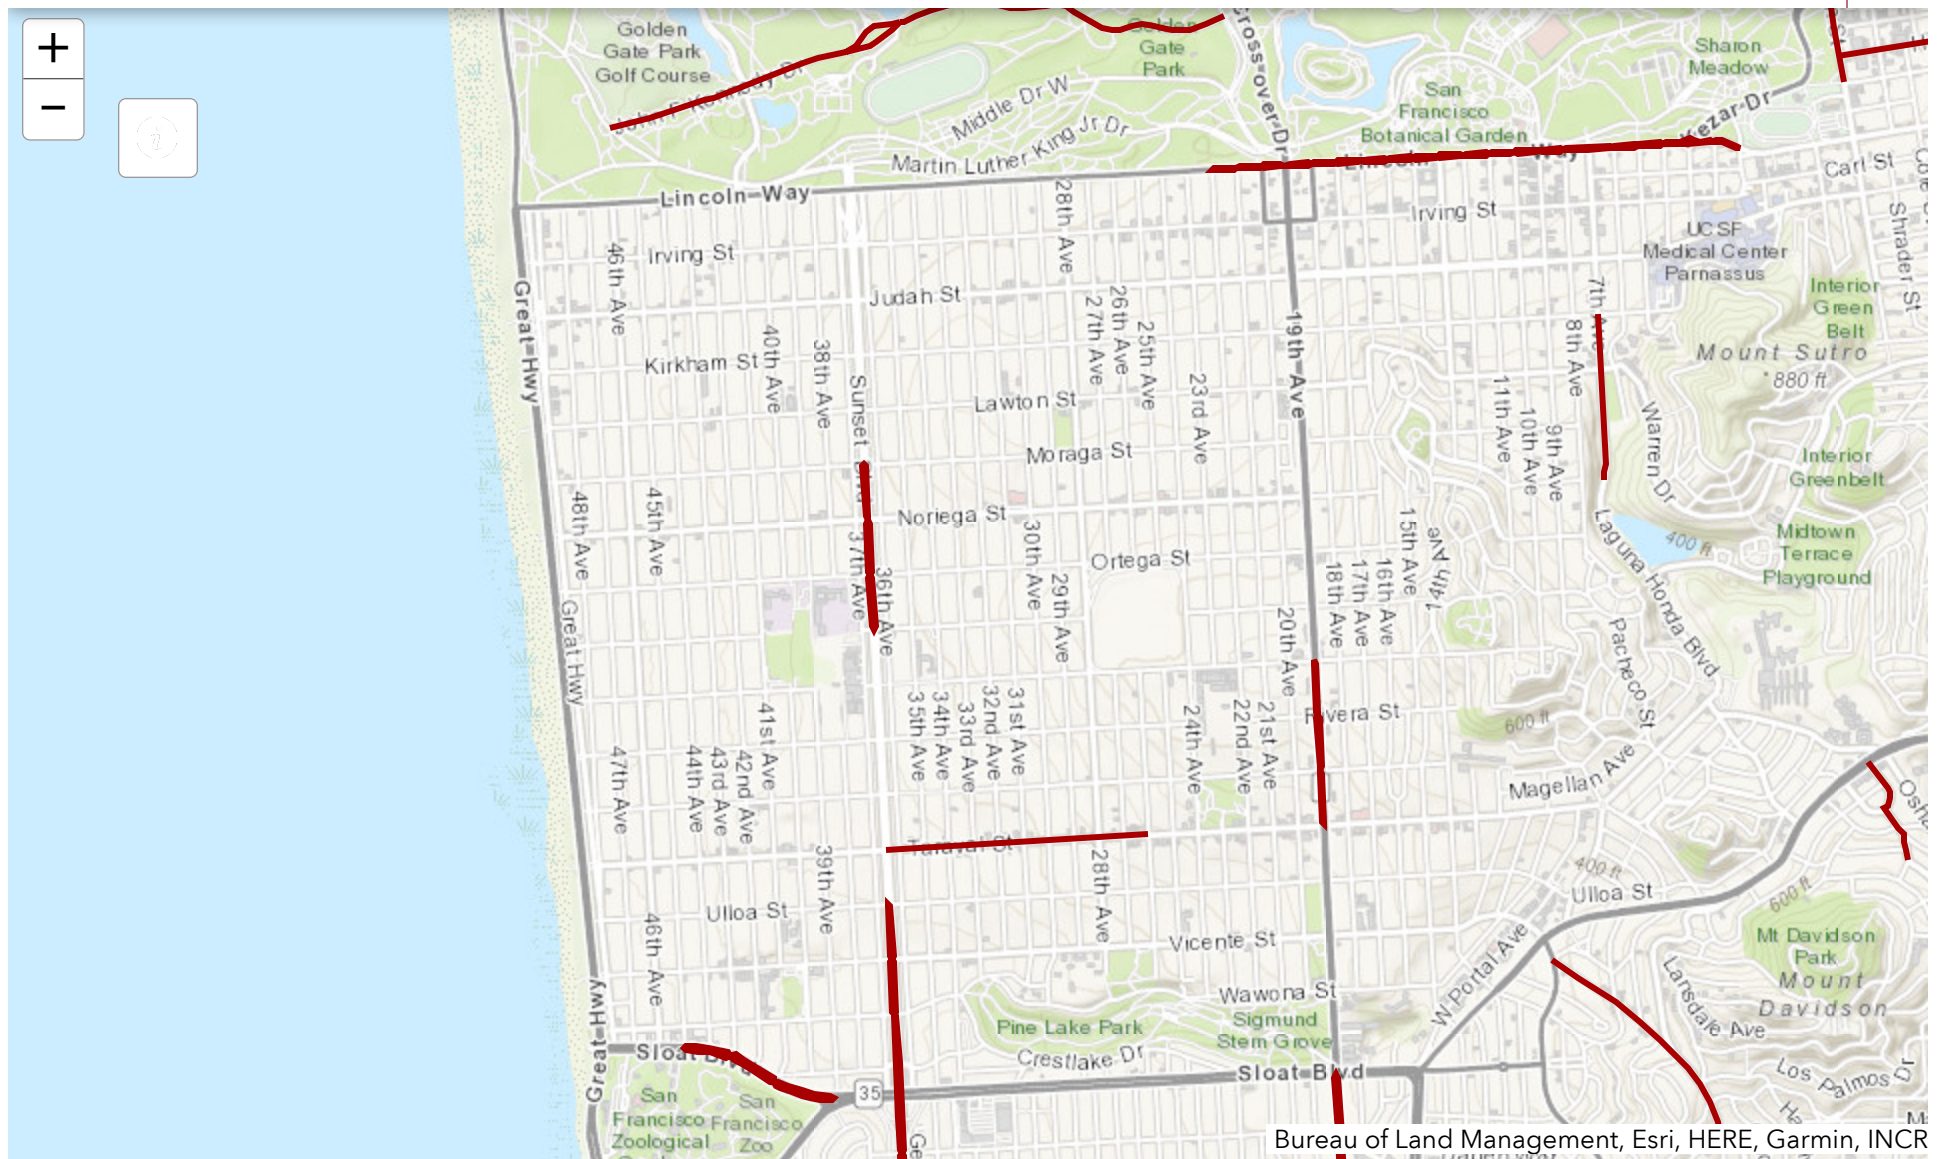 +
−
i
Golden
Gate Park
Golf Course
John F Kennedy Dr
Golden
Gate
Park
Crossover Dr
Middle Dr W
Martin Luther King Jr Dr
San
Francisco
Botanical Garden
Sharon
Meadow
Kezar Dr
Lincoln Way
Lincoln Way
Carl St
Shrader St
Irving St
Irving St
UCSF
Medical Center
Parnassus
28th Ave
46th Ave
Great Hwy
Judah St
27th Ave
26th Ave
25th Ave
19th Ave
7th Ave
8th Ave
Interior
Green
Belt
Mount Sutro
880 ft
40th Ave
38th Ave
Kirkham St
Sunset Blvd
Lawton St
23rd Ave
11th Ave
10th Ave
9th Ave
Warren Dr
Moraga St
Interior
Greenbelt
48th Ave
45th Ave
37th Ave
36th Ave
Noriega St
30th Ave
29th Ave
Ortega St
15th Ave
14th Ave
18th Ave
17th Ave
16th Ave
Laguna Honda Blvd
400 ft
Midtown
Terrace
Playground
Great Hwy
20th Ave
Pacheco St
Rivera St
600 ft
47th Ave
44th Ave
43rd Ave
42nd Ave
41st Ave
35th Ave
34th Ave
33rd Ave
32nd Ave
31st Ave
24th Ave
22nd Ave
21st Ave
Magellan Ave
Taraval St
39th Ave
28th Ave
400 ft
Ulloa St
Ulloa St
46th Ave
600 ft
Vicente St
W Portal Ave
Mt Davidson
Park
Mount
Davidson
Lansdale Ave
Great Hwy
Wawona St
Pine Lake Park
Sigmund
Stern Grove
Crestlake Dr
Sloat Blvd
Sloat Blvd
35
Los Palmos Dr
San
Francisco
Zoological
San
Francisco
Zoo
Bureau of Land Management, Esri, HERE, Garmin, INCR